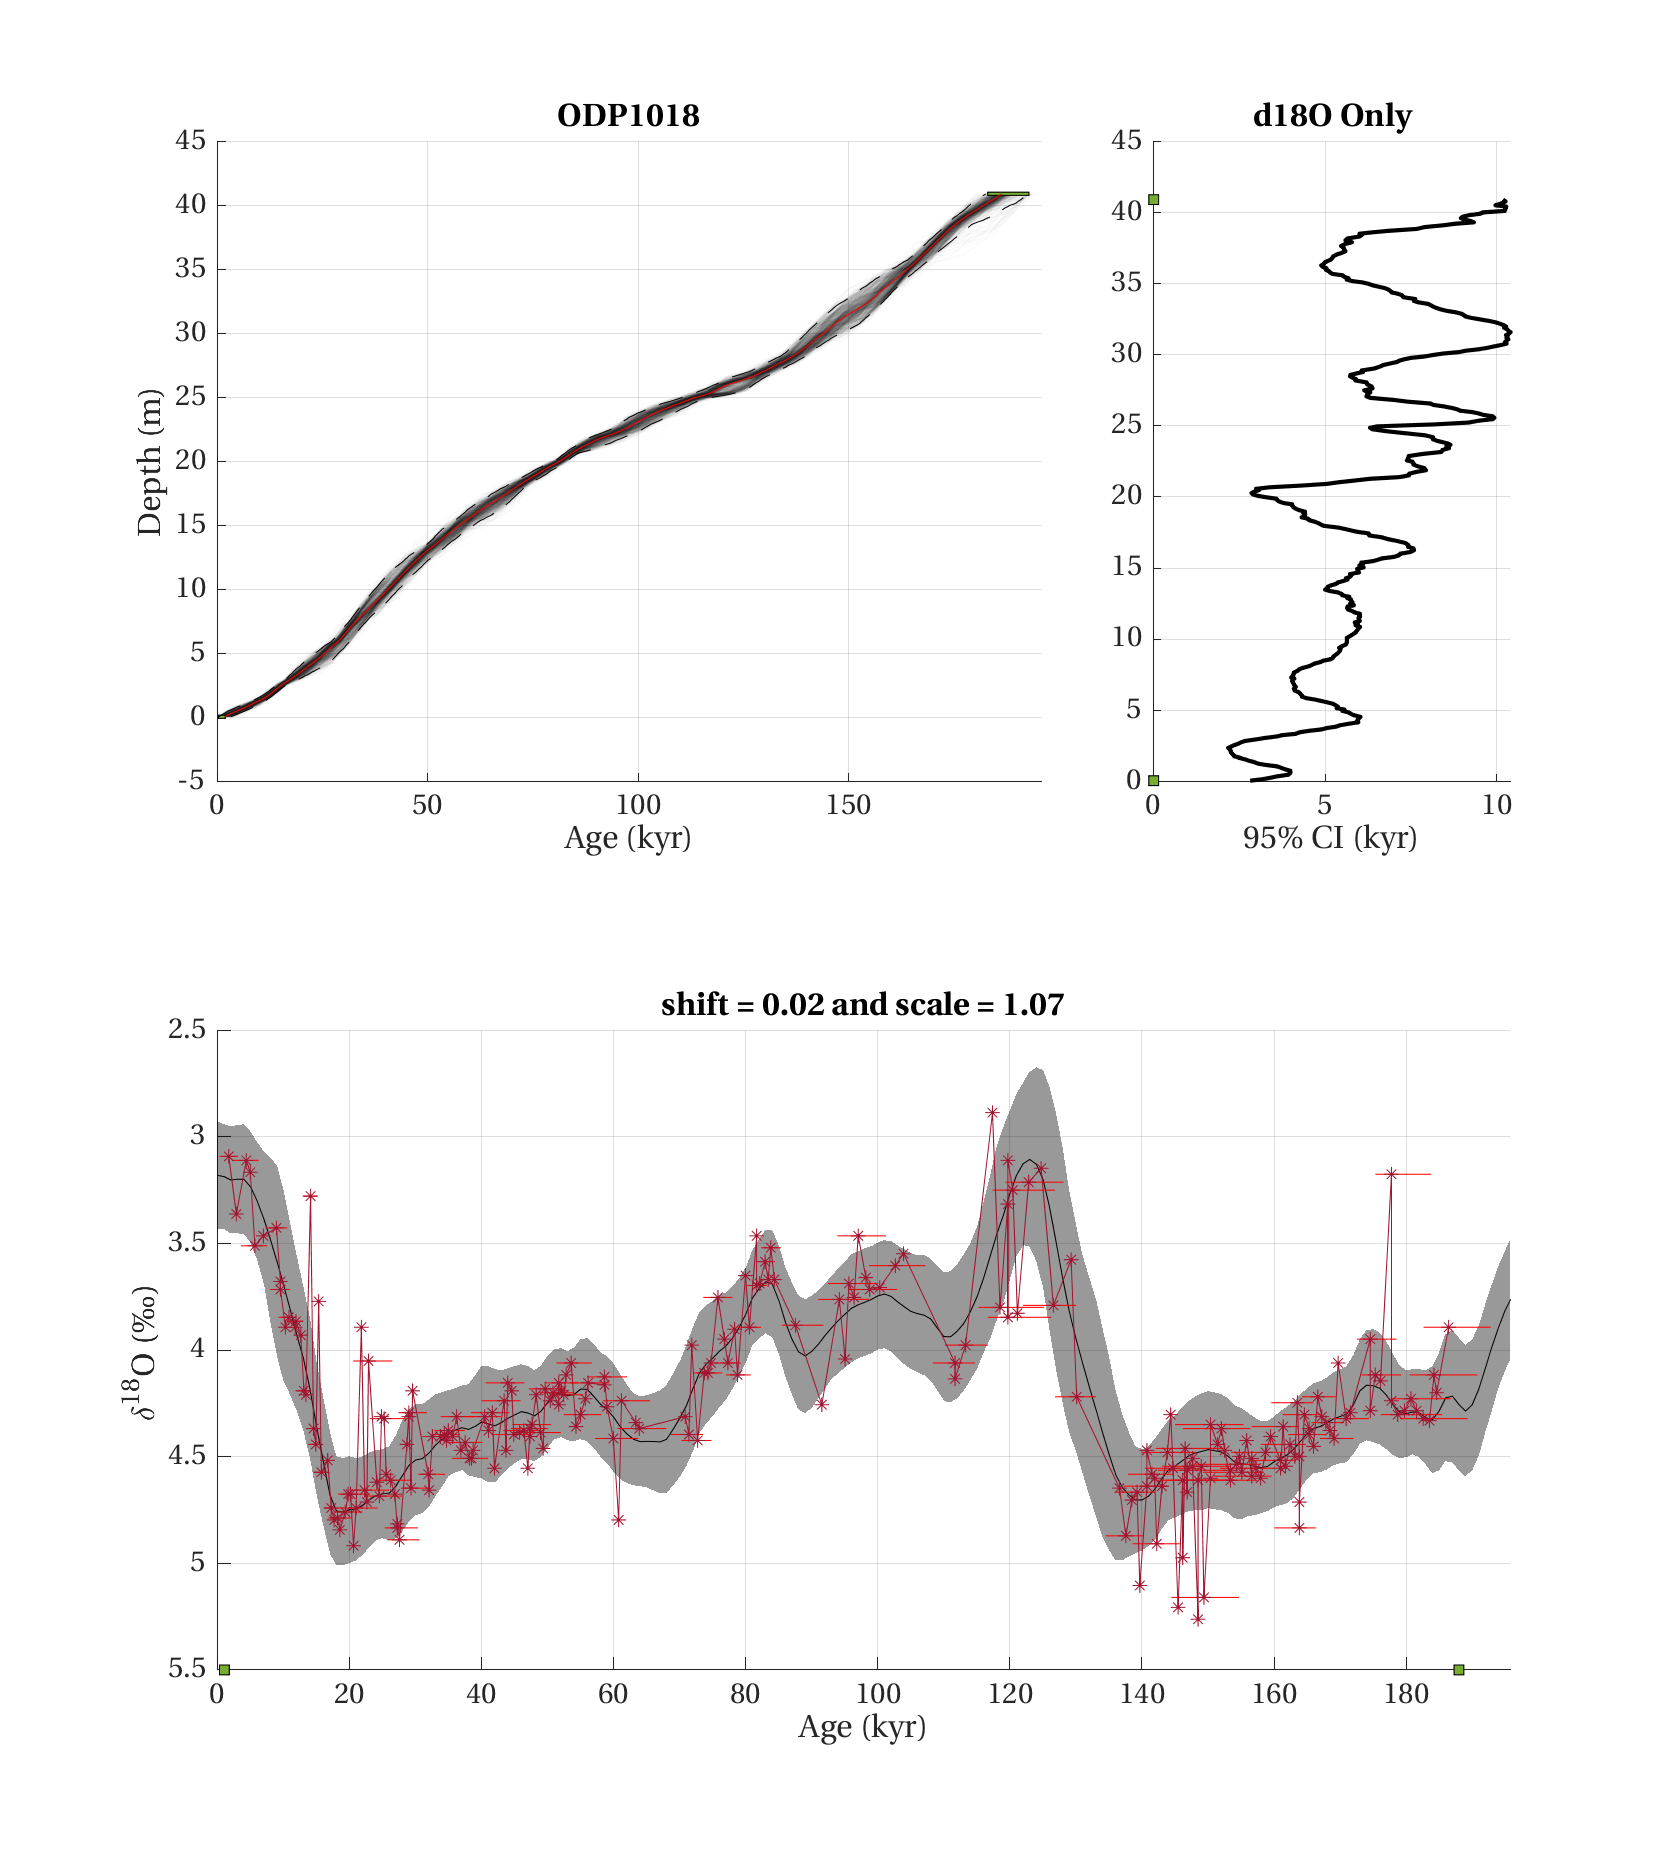 ODP1018
45
40
35
30
25
20
15
10
5
0
-5
Depth (m)
0 50 100 150
Age (kyr)
d18O Only
45
40
35
30
25
20
15
10
5
0
0 5 10
95% CI (kyr)
shift = 0.02 and scale = 1.07
2.5
3
3.5
4
4.5
5
5.5
δ18O (‰)
0 20 40 60 80 100 120 140 160 180
Age (kyr)